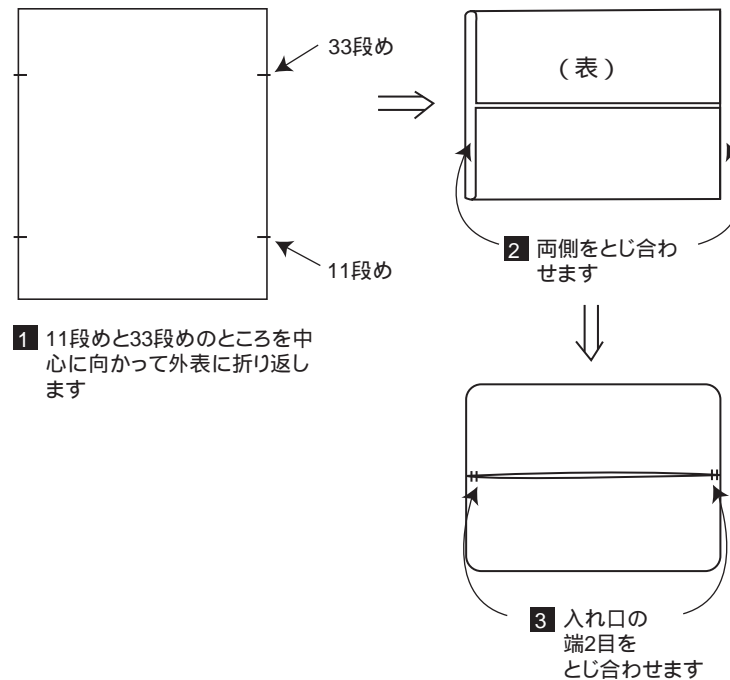 33段め
11段め
1 11段めと33段めのところを中
心に向かって外表に折り返し
ます
(表)
2 両側をとじ合わ
せます
3 入れ口の
端2目を
とじ合わせます